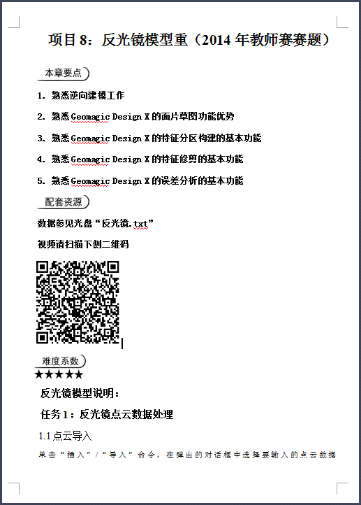 项目 8：反光镜模型重（2014 年教师赛赛题）
本章要点
1．熟悉逆向建模工作
2．熟悉 Geomagic Design X 的面片草图功能优势
3．熟悉 Geomagic Design X 的特征分区构建的基本功能
4．熟悉 Geomagic Design X 的特征修剪的基本功能
5．熟悉 Geomagic Design X 的误差分析的基本功能
配套资源
数据参见光盘“反光镜.txt”
视频请扫描下侧二维码
难度系数
★★★★★
反光镜模型说明：
任务 1：反光镜点云数据处理
1.1 点云导入
单击“插入”/“导入”命令，在弹出的对话框中选择要输入的点云数据